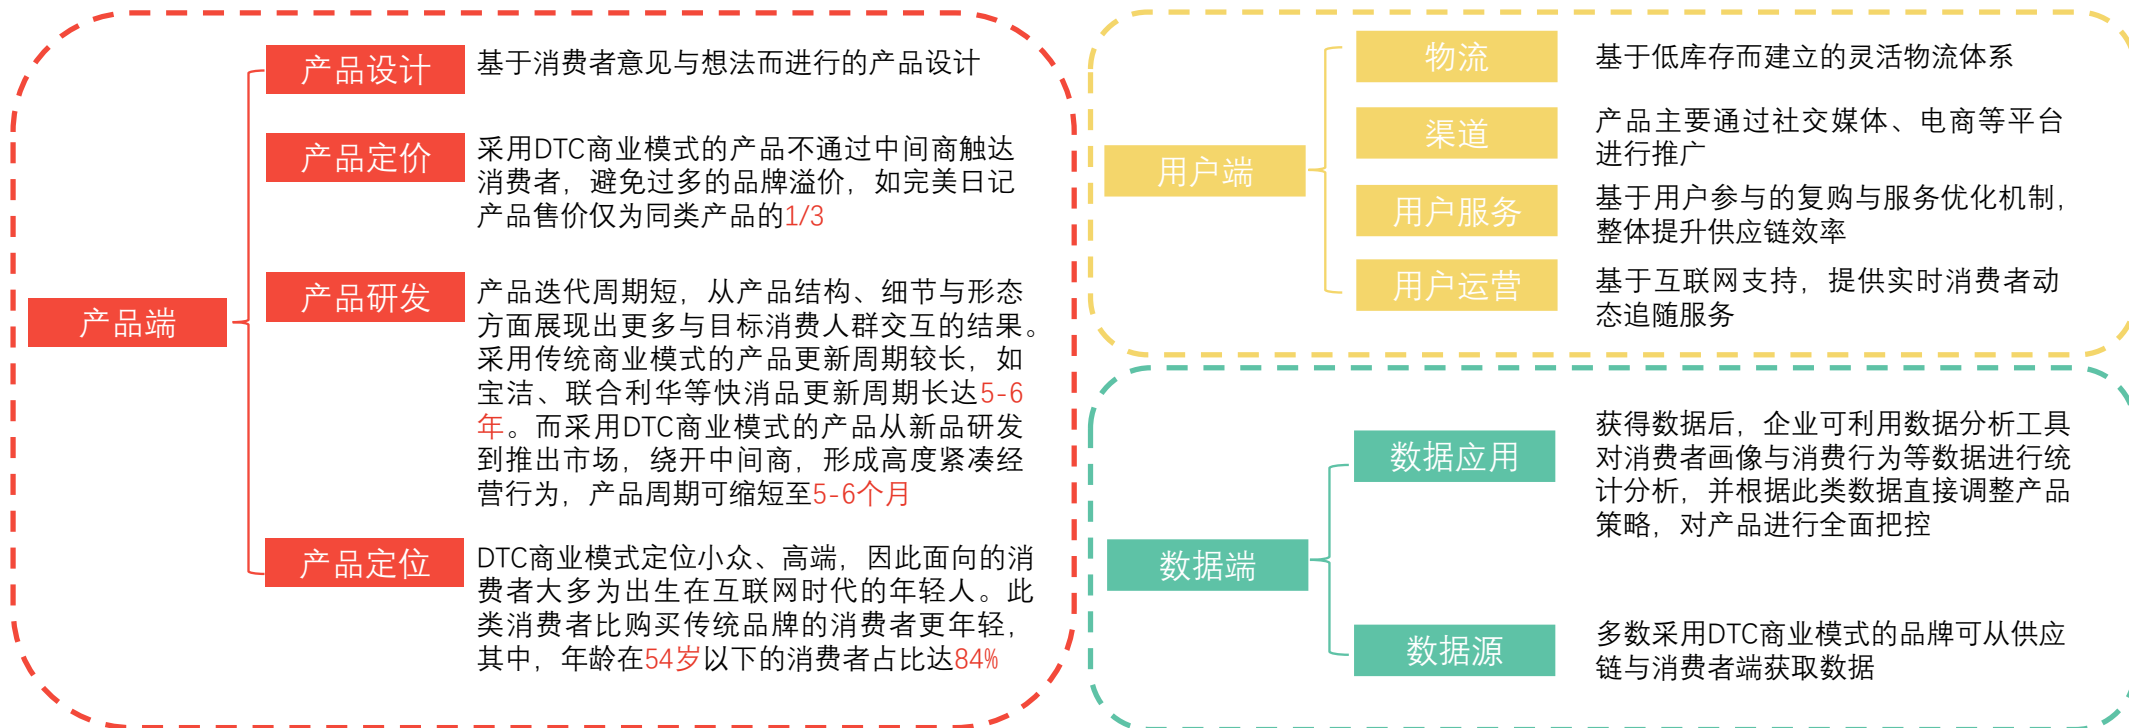 产品端
产品设计
基于消费者意见与想法而进行的产品设计
产品定价
采用DTC商业模式的产品不通过中间商触达
消费者，避免过多的品牌溢价，如完美日记
产品售价仅为同类产品的1/3
产品研发
产品迭代周期短，从产品结构、细节与形态
方面展现出更多与目标消费人群交互的结果。
采用传统商业模式的产品更新周期较长，如
宝洁、联合利华等快消品更新周期长达5-6
年。而采用DTC商业模式的产品从新品研发
到推出市场，绕开中间商，形成高度紧凑经
营行为，产品周期可缩短至5-6个月
产品定位
DTC商业模式定位小众、高端，因此面向的消
费者大多为出生在互联网时代的年轻人。此
类消费者比购买传统品牌的消费者更年轻，
其中，年龄在54岁以下的消费者占比达84%
用户端
物流
基于低库存而建立的灵活物流体系
渠道
产品主要通过社交媒体、电商等平台
进行推广
用户服务
基于用户参与的复购与服务优化机制，
整体提升供应链效率
用户运营
基于互联网支持，提供实时消费者动
态追随服务
数据端
数据应用
获得数据后，企业可利用数据分析工具
对消费者画像与消费行为等数据进行统
计分析，并根据此类数据直接调整产品
策略，对产品进行全面把控
数据源
多数采用DTC商业模式的品牌可从供应
链与消费者端获取数据